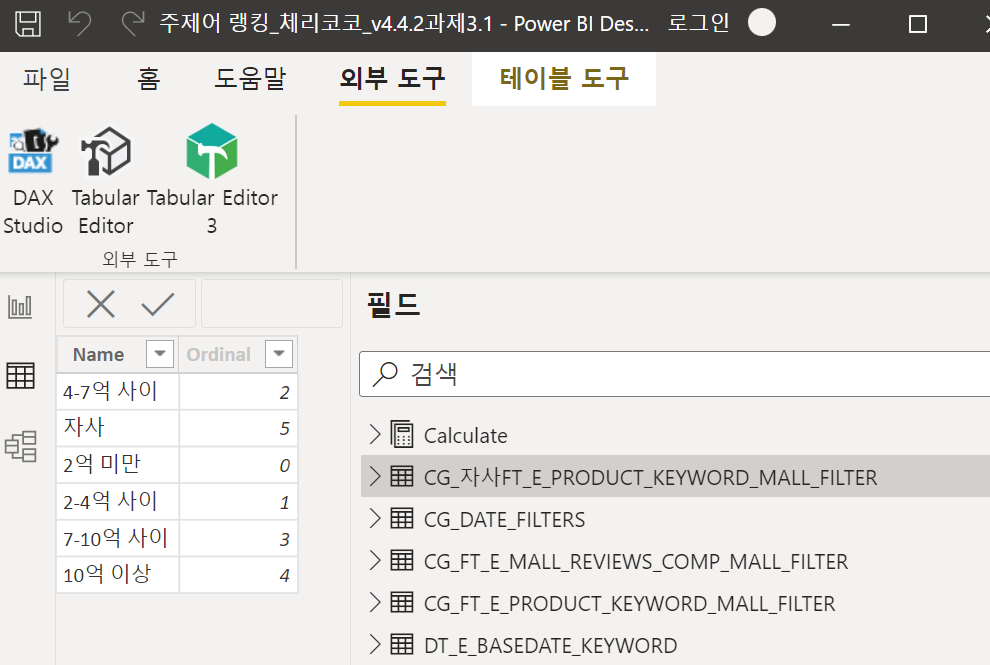 주제어 랭킹_체리코코_v4.4.2과제3.1 - Power BI Des... 로그인
파일 홈 도움말 외부 도구 테이블 도구
DAX
DAX Studio
Tabular Editor
Tabular Editor 3
외부 도구
Name Ordinal
4-7억 사이 2
자사 5
2억 미만 0
2-4억 사이 1
7-10억 사이 3
10억 이상 4
필드
검색
Calculate
CG_자사FT_E_PRODUCT_KEYWORD_MALL_FILTER
CG_DATE_FILTERS
CG_FT_E_MALL_REVIEWS_COMP_MALL_FILTER
CG_FT_E_PRODUCT_KEYWORD_MALL_FILTER
DT_E_BASEDATE_KEYWORD